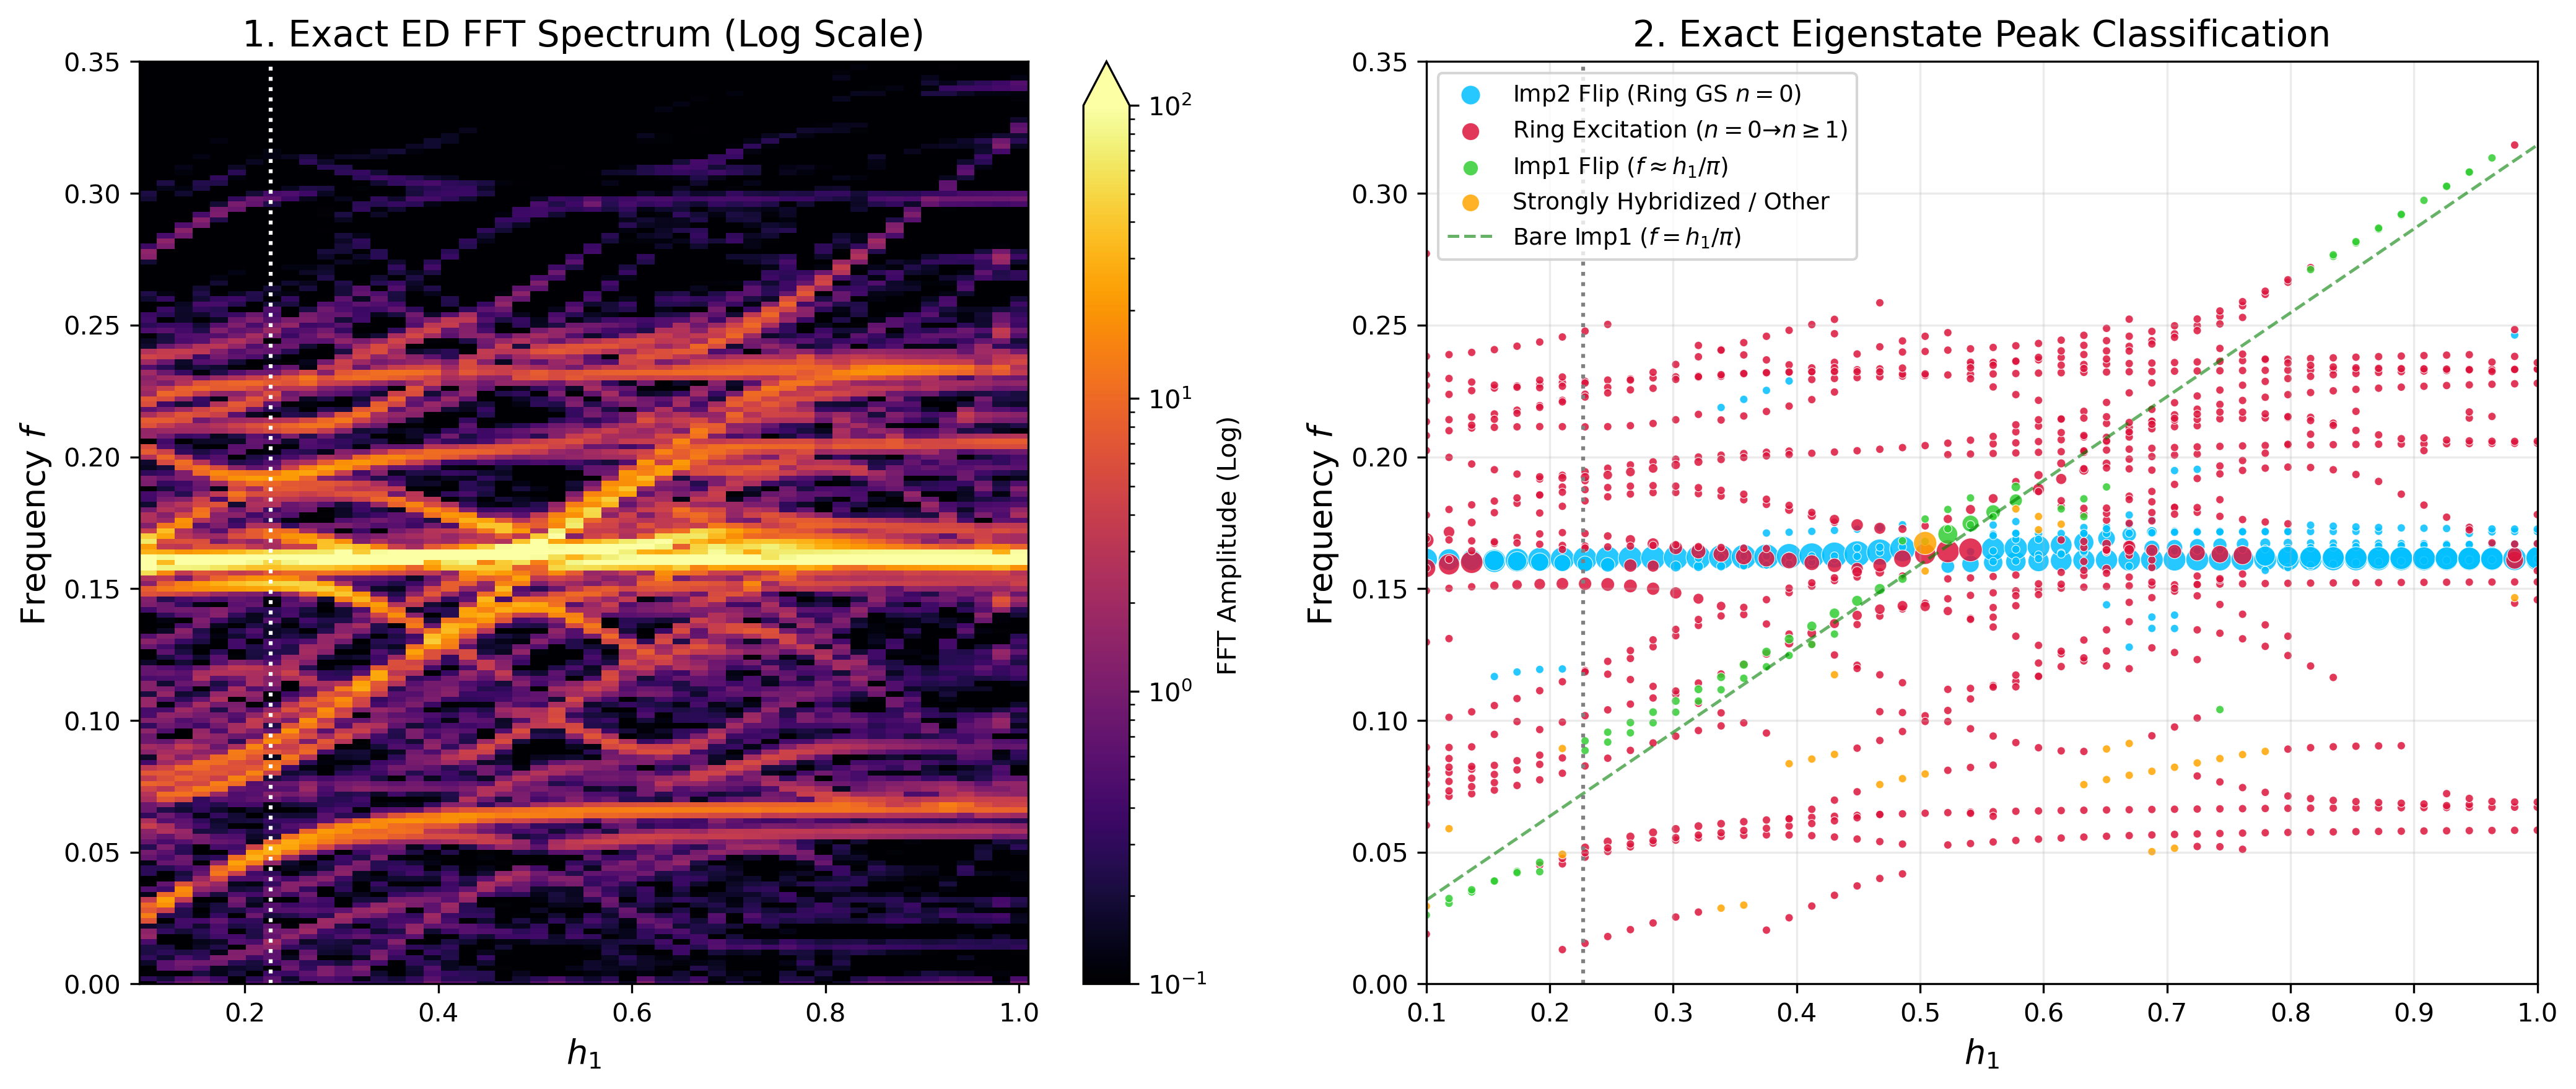 1. Exact ED FFT Spectrum (Log Scale)
0.35
0.30
0.25
0.20
0.15
0.10
0.05
0.00
Frequency f
0.2
0.4
0.6
0.8
1.0
h₁
10²
10¹
10⁰
10⁻¹
FFT Amplitude (Log)
2. Exact Eigenstate Peak Classification
0.35
0.30
0.25
0.20
0.15
0.10
0.05
0.00
Frequency f
Imp2 Flip (Ring GS n = 0)
Ring Excitation (n = 0→n ≥ 1)
Imp1 Flip (f ≈ h₁/π)
Strongly Hybridized / Other
Bare Imp1 (f = h₁/π)
0.1
0.2
0.3
0.4
0.5
0.6
0.7
0.8
0.9
1.0
h₁